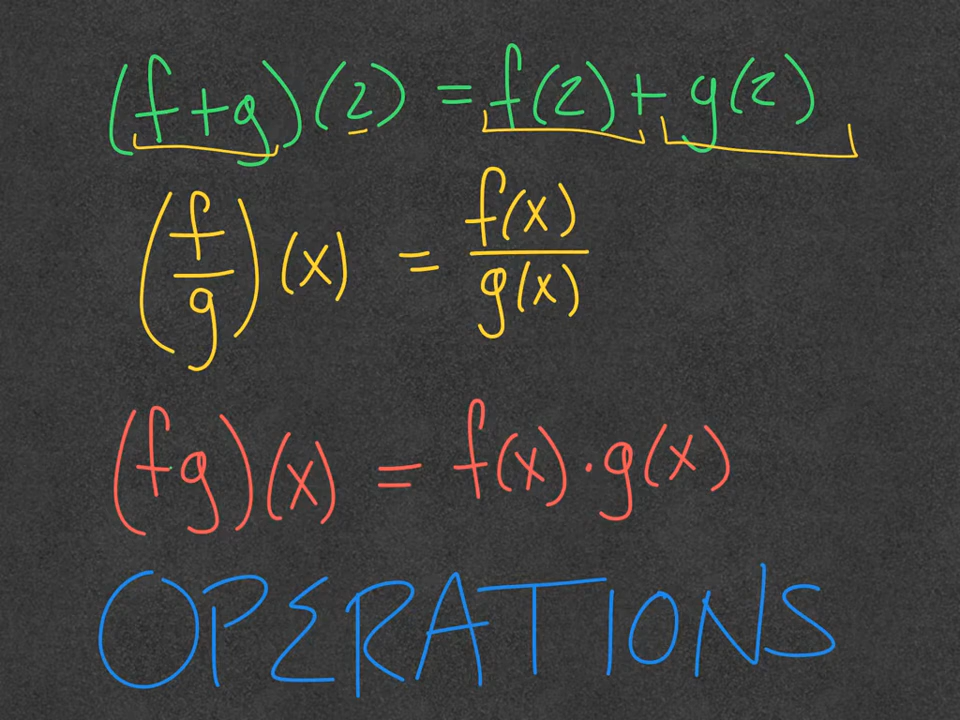 (f+g)(2) = f(2) + g(2)
(f/g)(x) = f(x)/g(x)
(fg)(x) = f(x)·g(x)
OPERATIONS